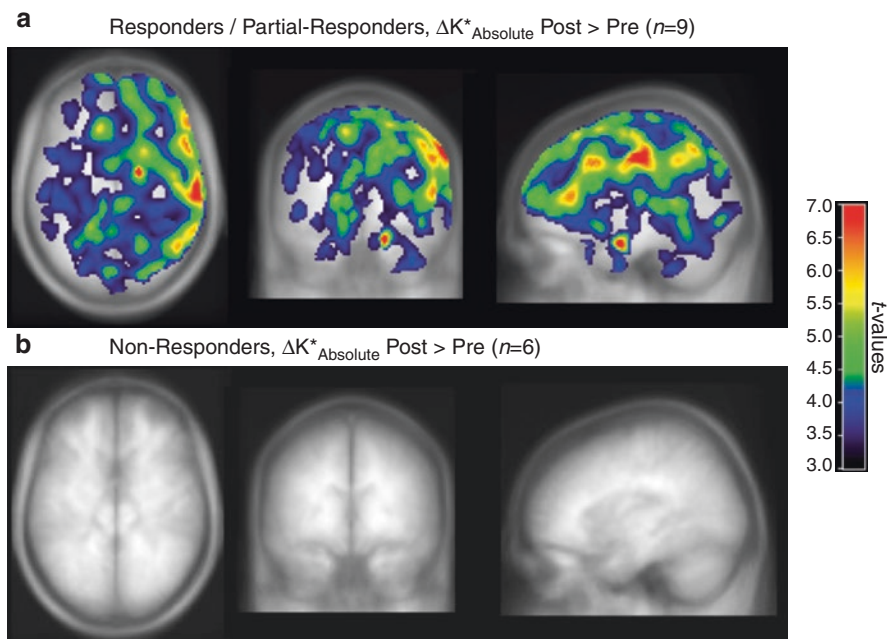 a
Responders / Partial-Responders, ΔK*Absolute Post > Pre (n=9)
7.0
6.5
6.0
5.5
5.0
4.5
4.0
3.5
3.0
t-values
b
Non-Responders, ΔK*Absolute Post > Pre (n=6)